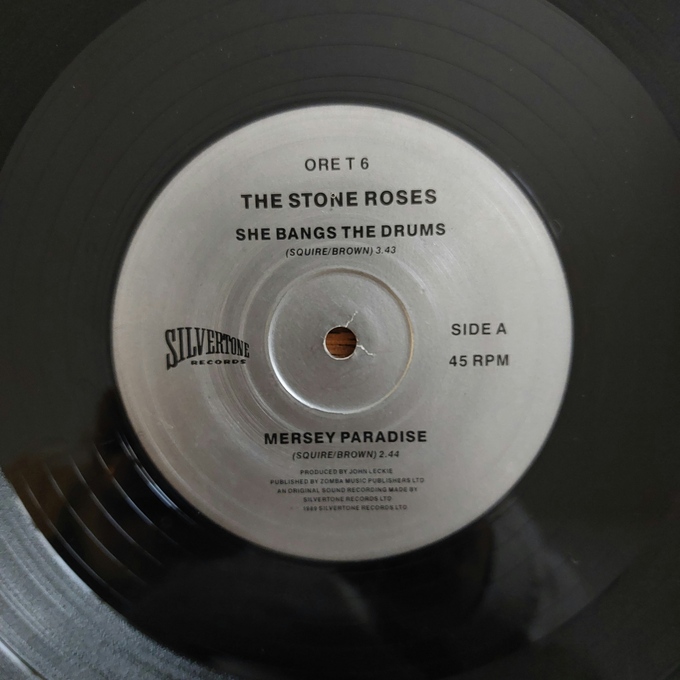 ORE T 6
THE STONE ROSES
SHE BANGS THE DRUMS
(SQUIRE/BROWN) 3.43
SILVERTONE
RECORDS
SIDE A
45 RPM
MERSEY PARADISE
(SQUIRE/BROWN) 2.44
PRODUCED BY JOHN LECKIE
PUBLISHED BY ZOMBA MUSIC PUBLISHERS LTD
AN ORIGINAL SOUND RECORDING MADE BY
SILVERTONE RECORDS LTD
1989 SILVERTONE RECORDS LTD